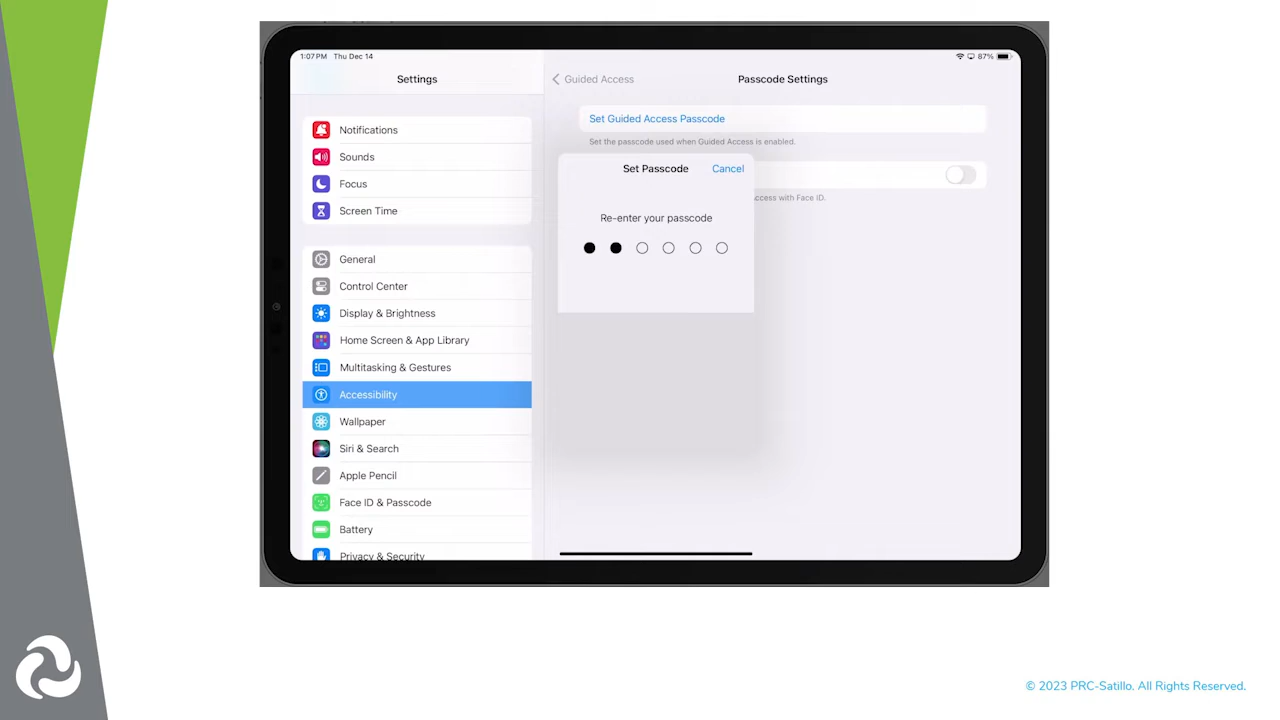 1:07 PM Thu Dec 14
87%
Settings
Guided Access
Passcode Settings
Notifications
Sounds
Focus
Screen Time
General
Control Center
Display & Brightness
Home Screen & App Library
Multitasking & Gestures
Accessibility
Wallpaper
Siri & Search
Apple Pencil
Face ID & Passcode
Battery
Privacy & Security
Set Guided Access Passcode
Set the passcode used when Guided Access is enabled.
Set Passcode
Cancel
ccess with Face ID.
Re-enter your passcode
© 2023 PRC-Satillo. All Rights Reserved.